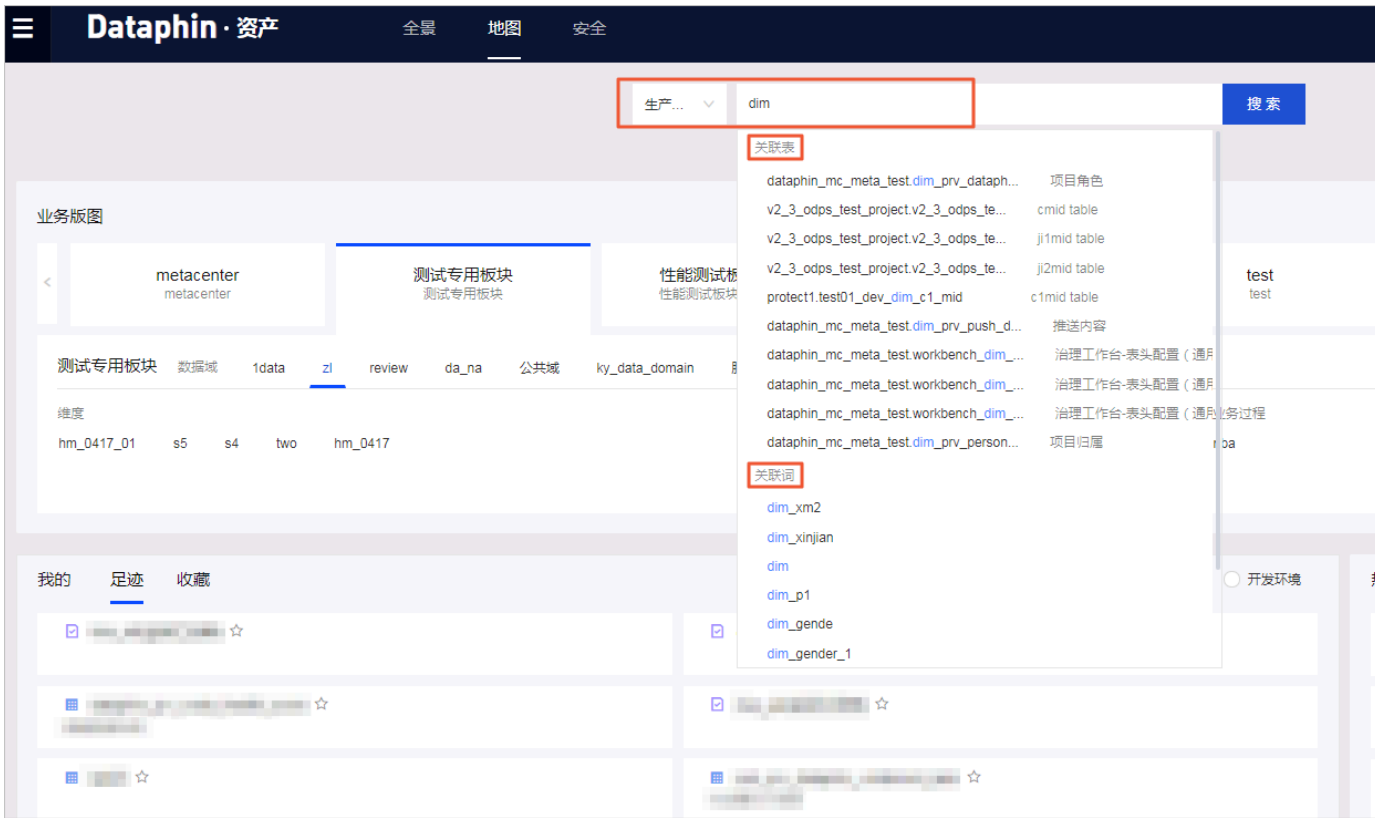 Dataphin · 资产 全景 地图 安全
生产... dim 搜 索
关联表
dataphin_mc_meta_test.dim_prv_dataph... 项目角色
v2_3_odps_test_project.v2_3_odps_te... cmid table
v2_3_odps_test_project.v2_3_odps_te... ji1mid table
v2_3_odps_test_project.v2_3_odps_te... ji2mid table
protect1.test01_dev_dim_c1_mid c1mid table
dataphin_mc_meta_test.dim_prv_push_d... 推送内容
dataphin_mc_meta_test.workbench_dim_... 治理工作台-表头配置（通用
dataphin_mc_meta_test.workbench_dim_... 治理工作台-表头配置（通用
dataphin_mc_meta_test.workbench_dim_... 治理工作台-表头配置（通用
dataphin_mc_meta_test.dim_prv_person... 项目归属
关联词
dim_xm2
dim_xinjian
dim
dim_p1
dim_gende
dim_gender_1
业务版图
metacenter 测试专用板块 性能测试板 test
metacenter 测试专用板块 性能测试板块 test
测试专用板块 数据域 1data zl review da_na 公共域 ky_data_domain
维度 业务过程
hm_0417_01 s5 s4 two hm_0417 ba
我的 足迹 收藏 开发环境